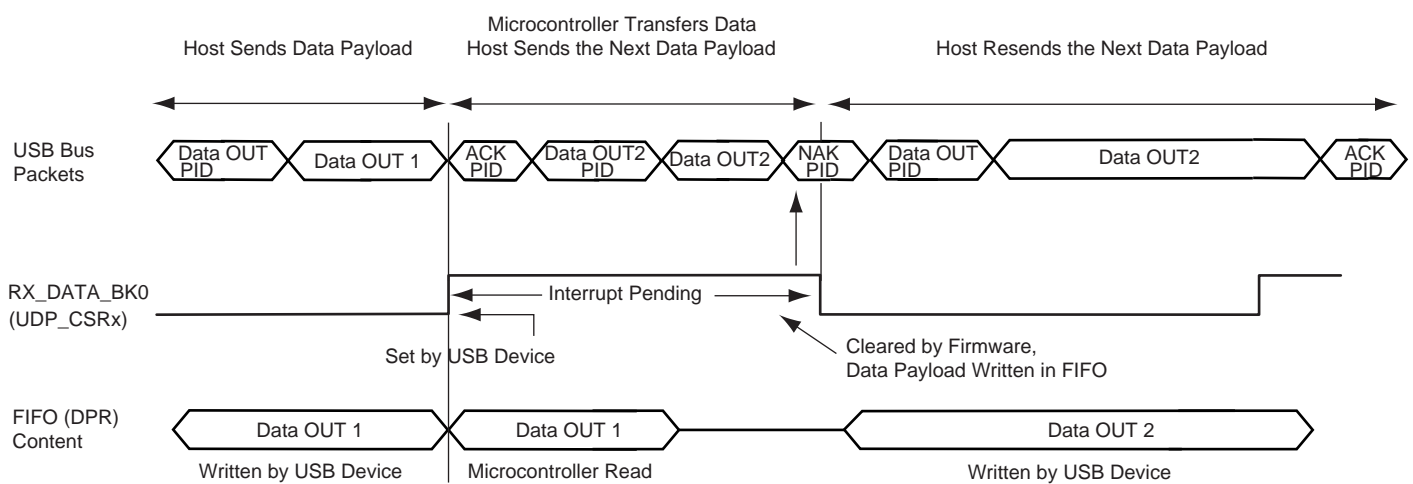 Microcontroller Transfers Data
Host Sends Data Payload
Host Sends the Next Data Payload
Host Resends the Next Data Payload
USB Bus
Packets
Data OUT
PID
Data OUT 1
ACK
PID
Data OUT2
PID
Data OUT2
NAK
PID
Data OUT
PID
Data OUT2
ACK
PID
RX_DATA_BK0
(UDP_CSRx)
Interrupt Pending
Set by USB Device
Cleared by Firmware,
Data Payload Written in FIFO
FIFO (DPR)
Content
Data OUT 1
Data OUT 1
Data OUT 2
Written by USB Device
Microcontroller Read
Written by USB Device